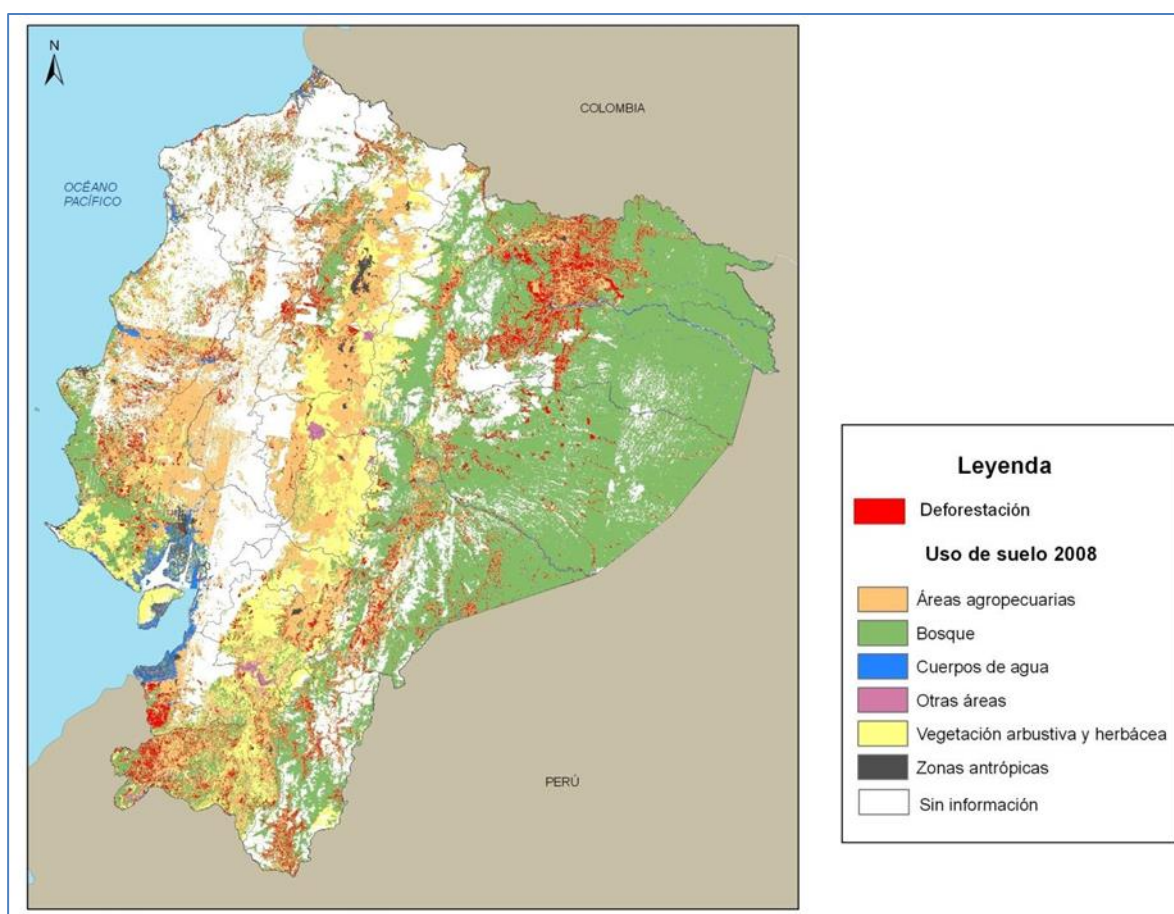 N
COLOMBIA
OCÉANO
PACÍFICO
PERÚ
Leyenda
Deforestación
Uso de suelo 2008
Áreas agropecuarias
Bosque
Cuerpos de agua
Otras áreas
Vegetación arbustiva y herbácea
Zonas antrópicas
Sin información